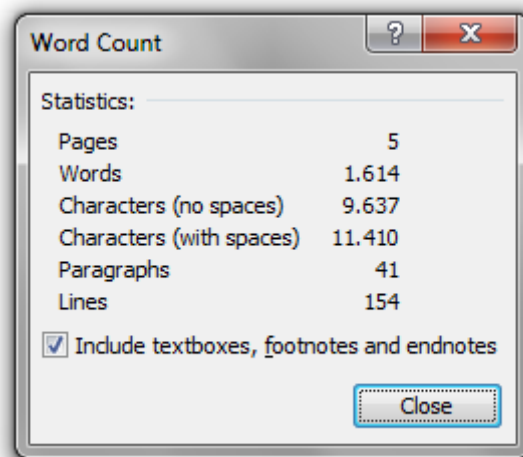 Word Count
Statistics:
Pages 5
Words 1.614
Characters (no spaces) 9.637
Characters (with spaces) 11.410
Paragraphs 41
Lines 154
Include textboxes, footnotes and endnotes
Close